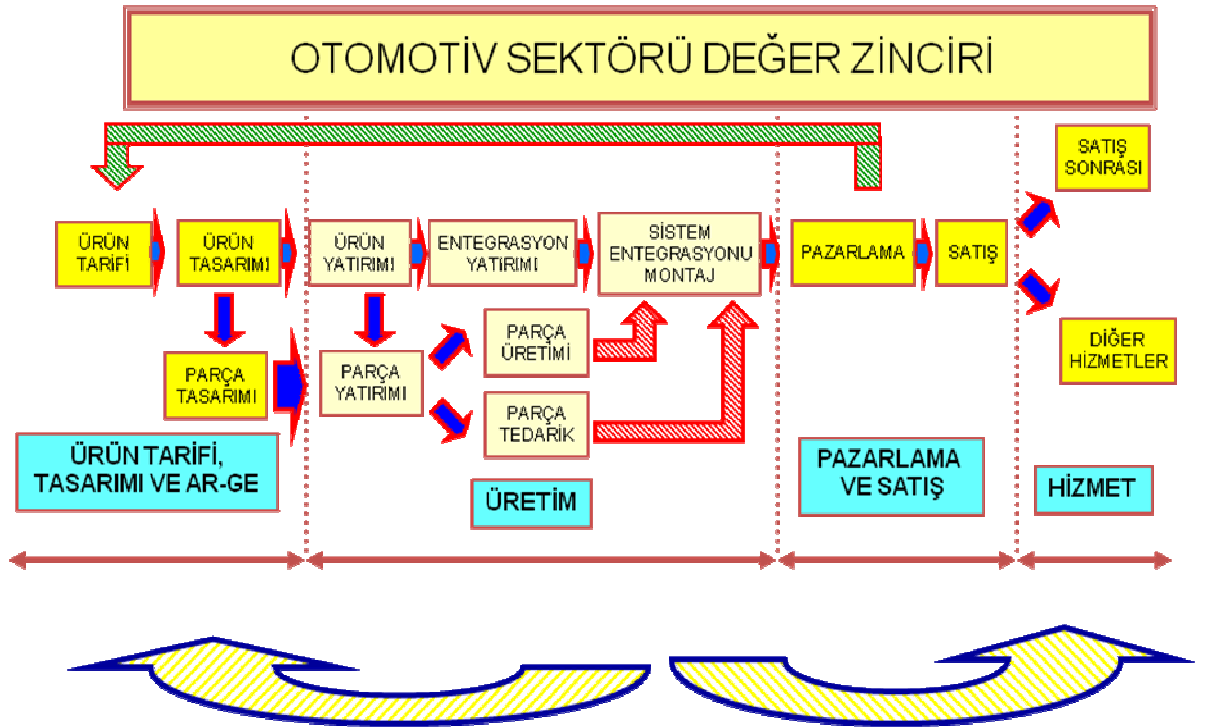 OTOMOTİV SEKTÖRÜ DEĞER ZİNCİRİ
SATIŞ
SONRASI
ÜRÜN
TARİFİ
ÜRÜN
TASARIMI
ÜRÜN
YATIRIMI
ENTEGRASYON
YATIRIMI
SİSTEM
ENTEGRASYONU
MONTAJ
PAZARLAMA
SATIŞ
PARÇA
TASARIMI
PARÇA
YATIRIMI
PARÇA
ÜRETİMİ
PARÇA
TEDARİK
DİĞER
HİZMETLER
ÜRÜN TARİFİ,
TASARIMI VE AR-GE
ÜRETİM
PAZARLAMA
VE SATIŞ
HİZMET